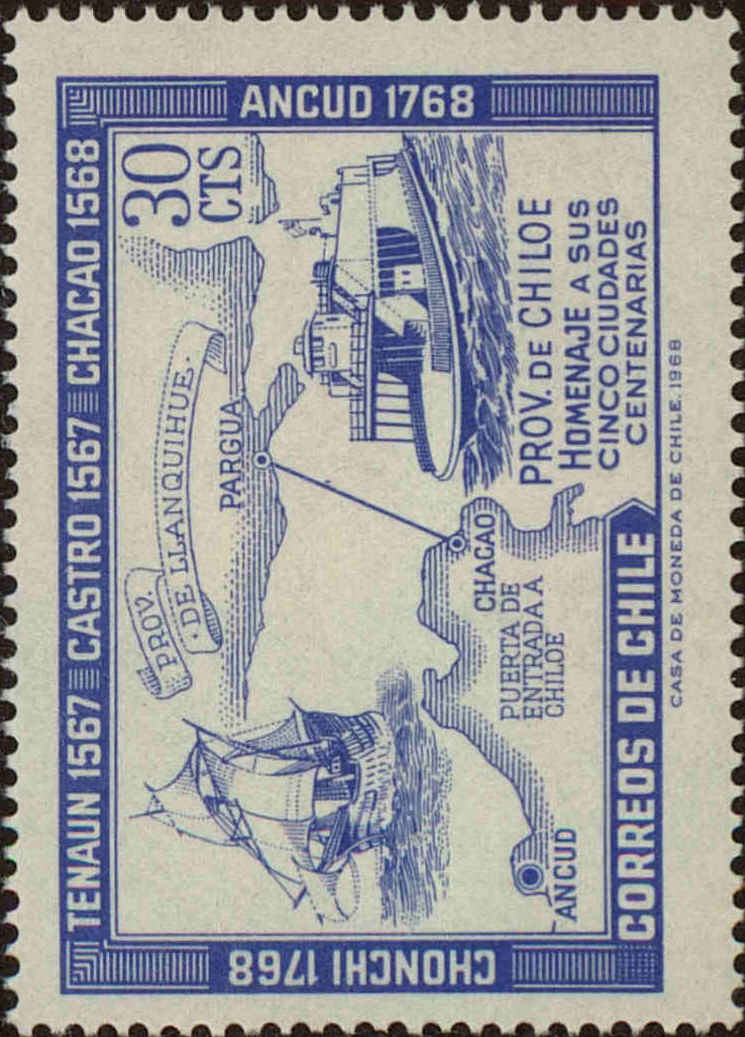 TENAUN 1567 CASTRO 1567 CHACAO 1568
ANCUD 1768
CHONCHI 1768
30
CTS
PROV.
DE LLANQUIHUE.
PARGUA
CHACAO
PUERTA DE
ENTRADA A
CHILOE
ANCUD
PROV. DE CHILOE
HOMENAJE A SUS
CINCO CIUDADES
CENTENARIAS
CORREOS DE CHILE
CASA DE MONEDA DE CHILE. 1968